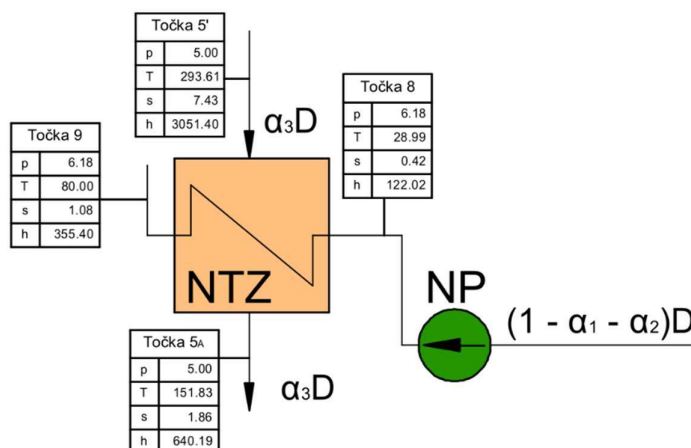 Točka 5'
p 5.00
T 293.61
s 7.43
h 3051.40
α₃D
Točka 8
p 6.18
T 28.99
s 0.42
h 122.02
Točka 9
p 6.18
T 80.00
s 1.08
h 355.40
NTZ
NP
(1 - α₁ - α₂)D
Točka 5A
p 5.00
T 151.83
s 1.86
h 640.19
α₃D